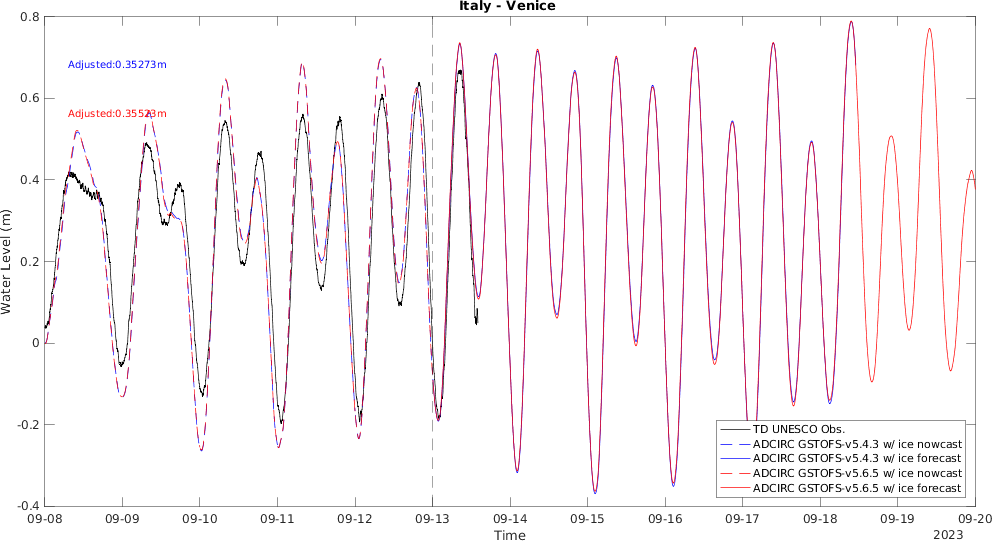 Italy - Venice
0.8
0.6
0.4
0.2
0
-0.2
-0.4
Water Level (m)
Adjusted:0.35273m
Adjusted:0.35523m
TD UNESCO Obs.
ADCIRC GSTOFS-v5.4.3 w/ ice nowcast
ADCIRC GSTOFS-v5.4.3 w/ ice forecast
ADCIRC GSTOFS-v5.6.5 w/ ice nowcast
ADCIRC GSTOFS-v5.6.5 w/ ice forecast
09-08 09-09 09-10 09-11 09-12 09-13 09-14 09-15 09-16 09-17 09-18 09-19 09-20
Time
2023